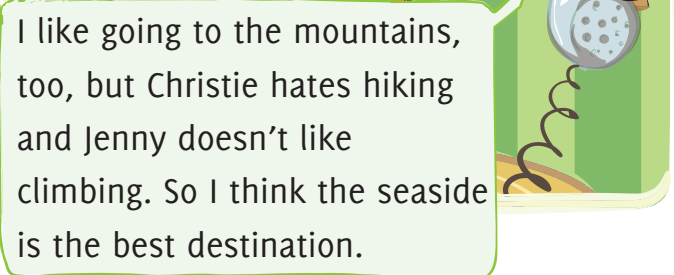 I like going to the mountains,
too, but Christie hates hiking
and Jenny doesn’t like
climbing. So I think the seaside
is the best destination.